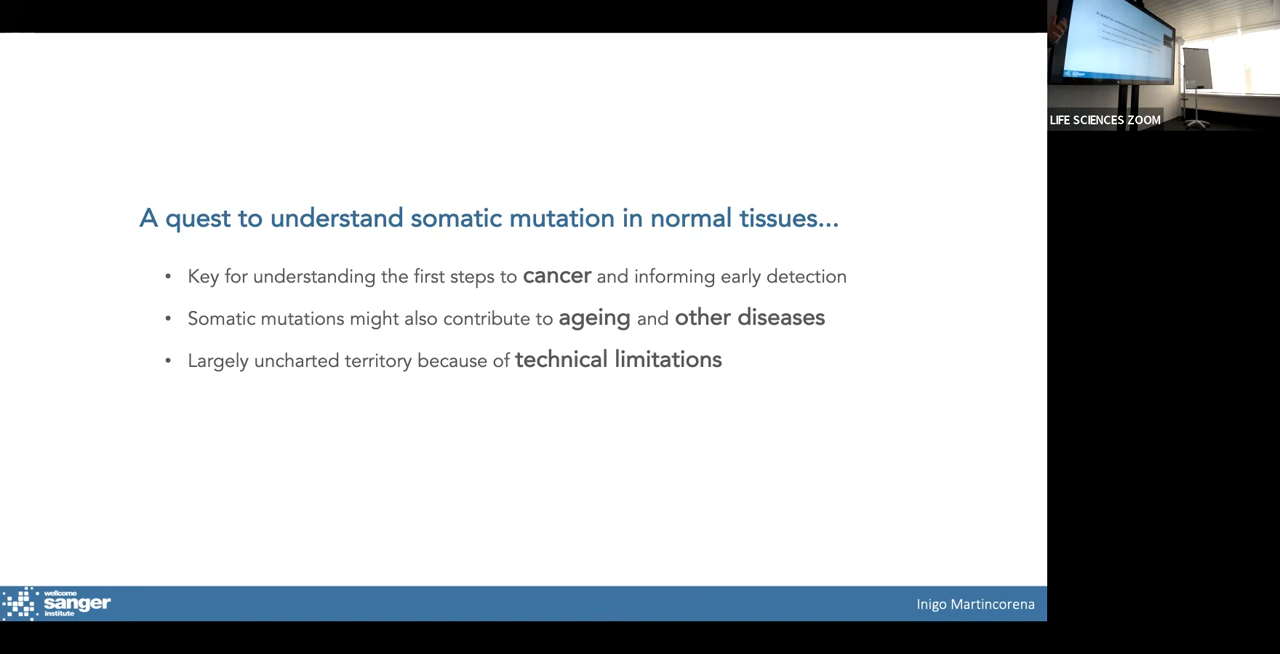 A quest to understand somatic mutation in normal tissues...
• Key for understanding the first steps to cancer and informing early detection
• Somatic mutations might also contribute to ageing and other diseases
• Largely uncharted territory because of technical limitations
wellcome
sanger
institute
Inigo Martincorena
LIFE SCIENCES ZOOM